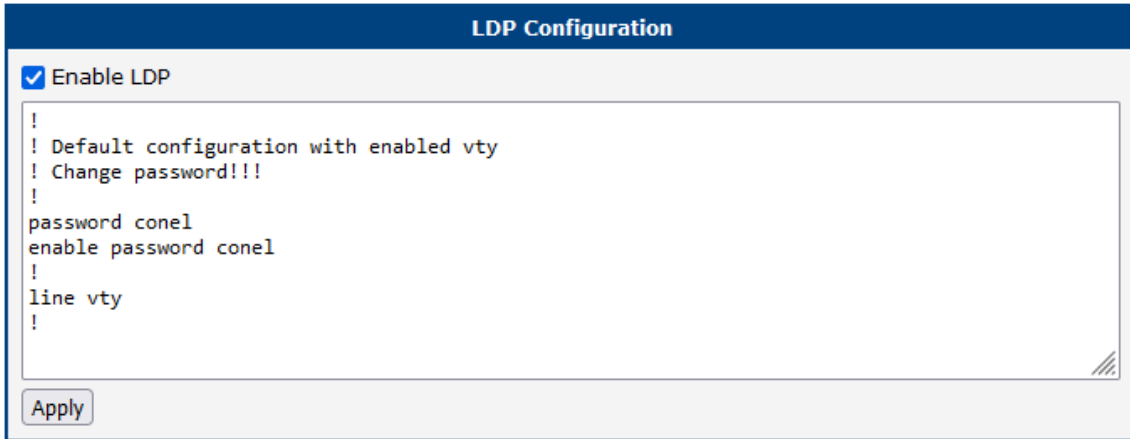 LDP Configuration
Enable LDP
!
! Default configuration with enabled vty
! Change password!!!
!
password conel
enable password conel
!
line vty
!
Apply